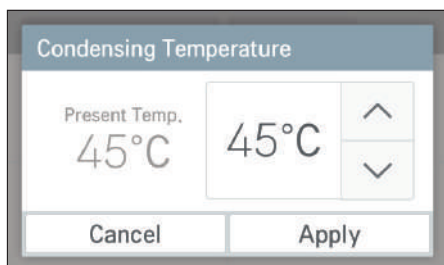 Condensing Temperature
Present Temp.
45°C
45°C
Cancel
Apply